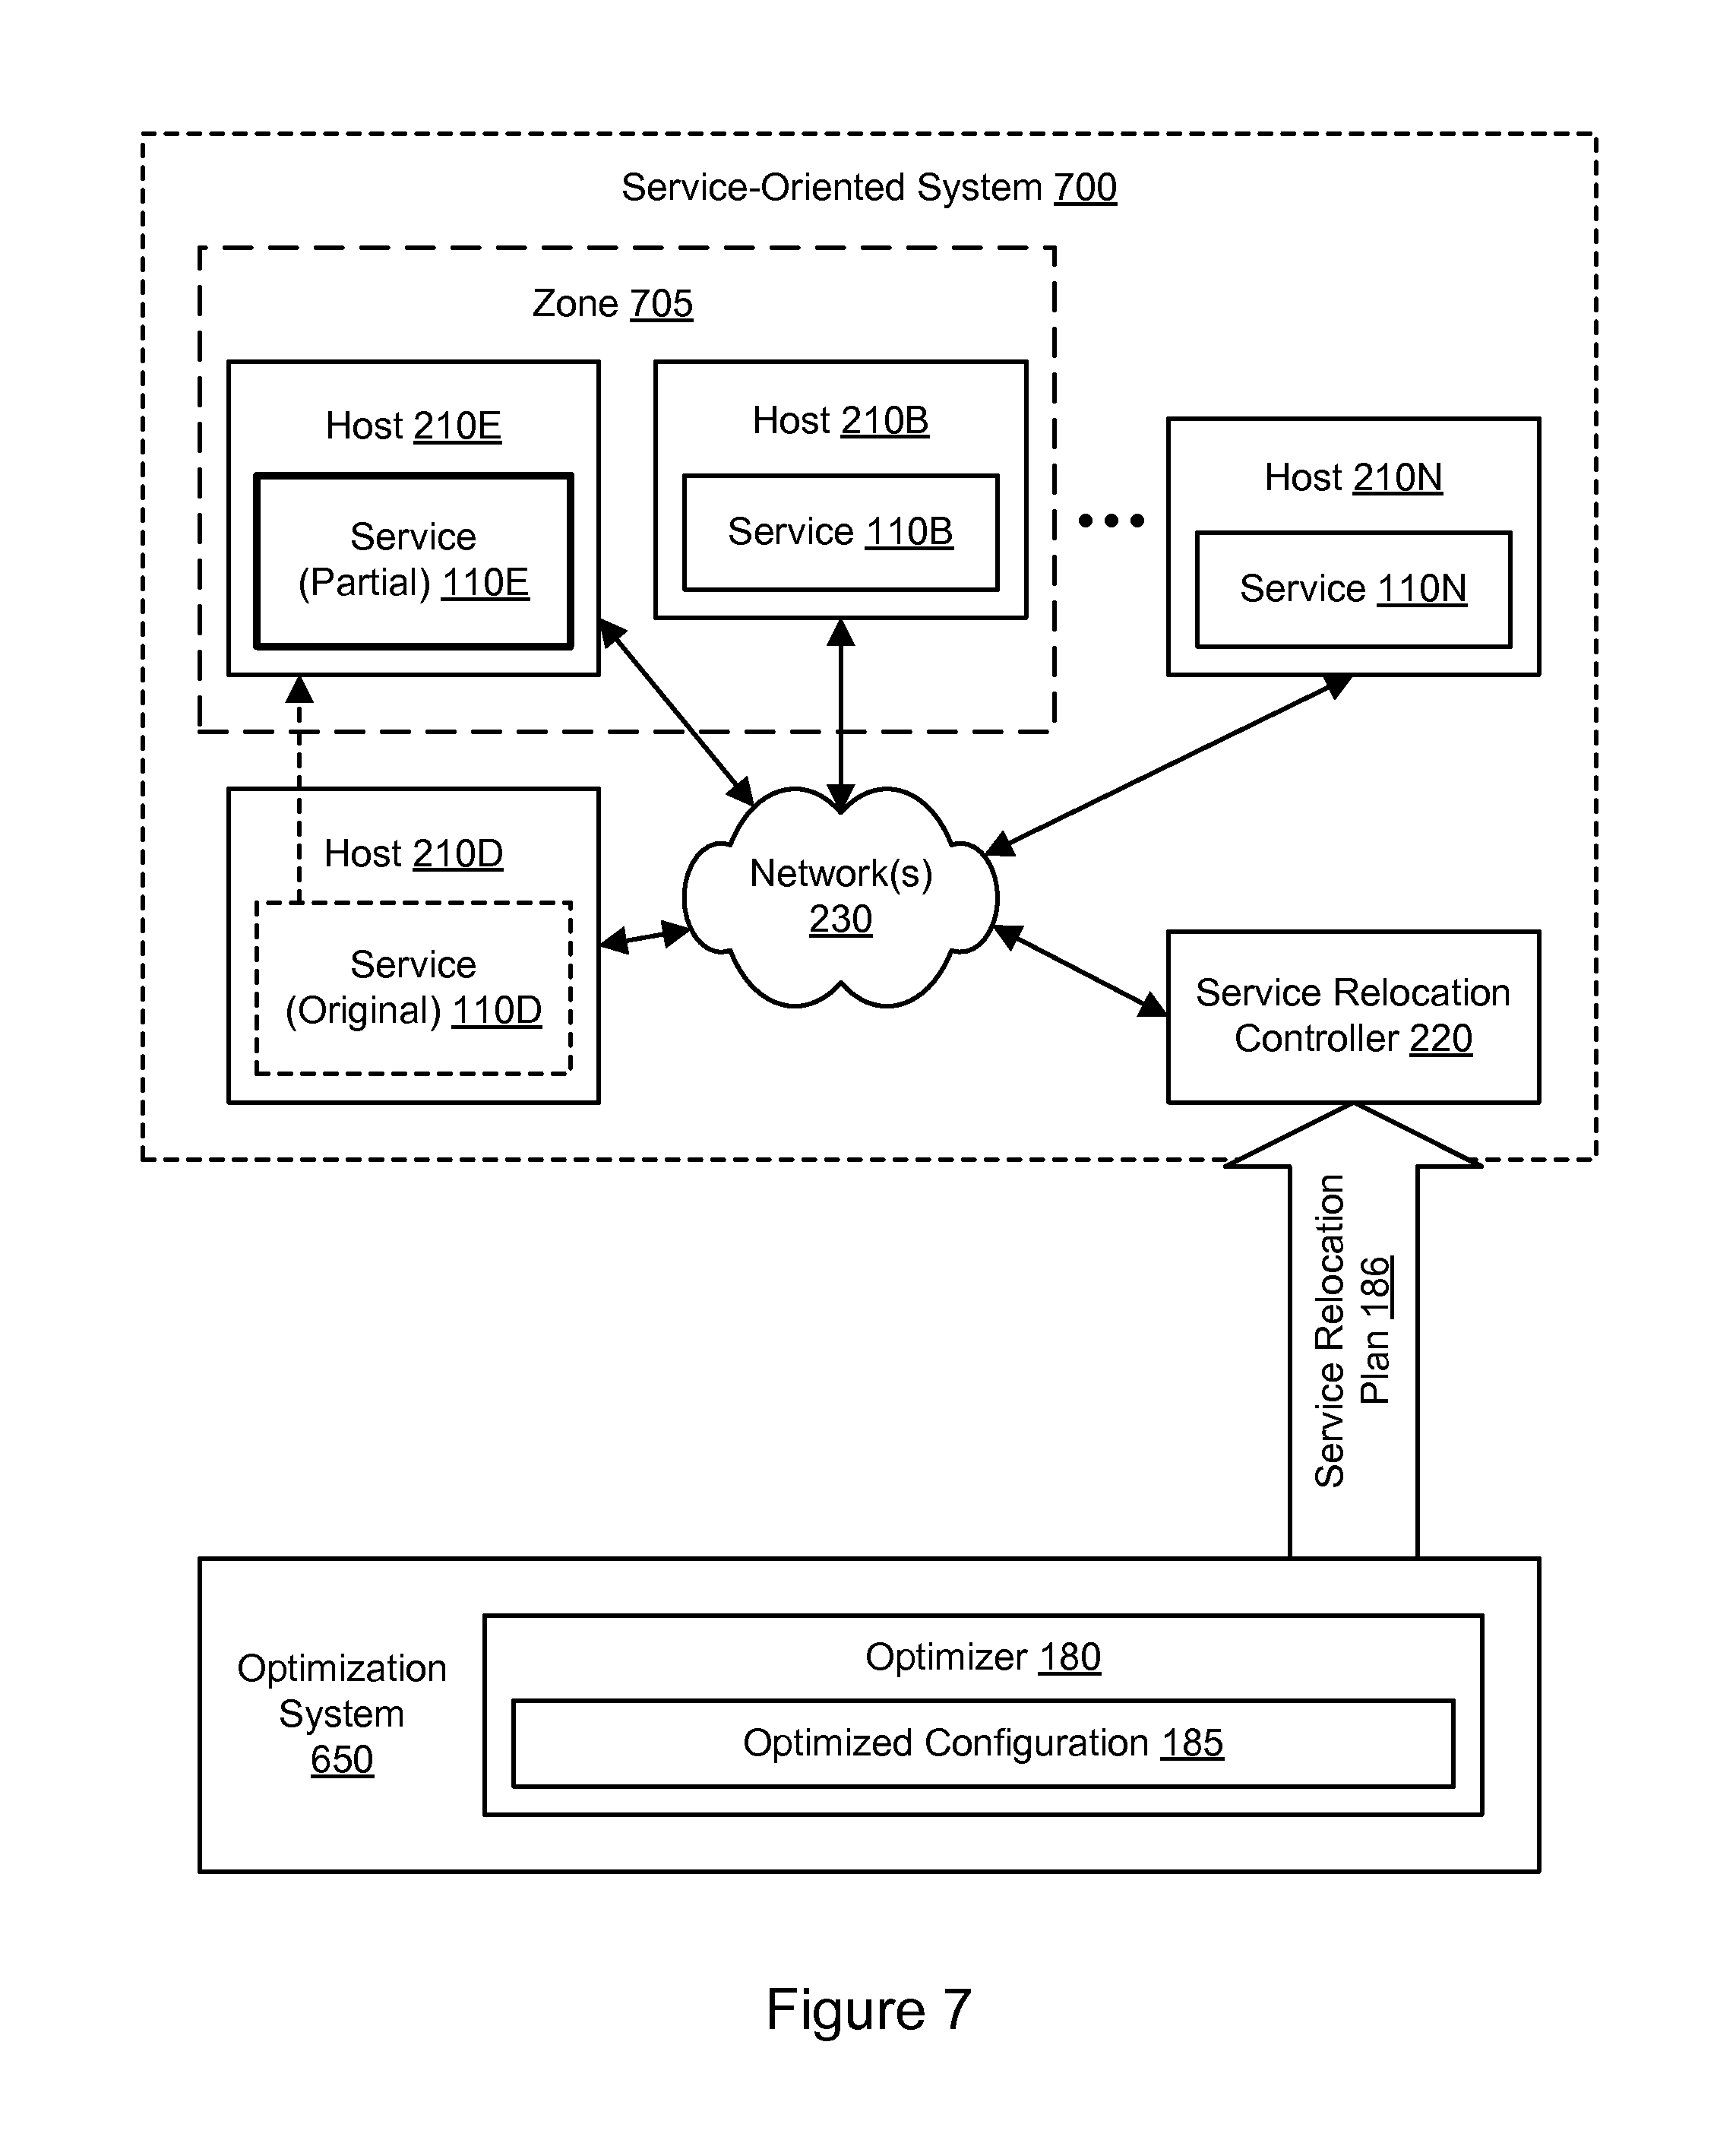 Service-Oriented System 700
Zone 705
Host 210E
Service
(Partial) 110E
Host 210B
Service 110B
Host 210N
Service 110N
Host 210D
Service
(Original) 110D
Network(s)
230
Service Relocation
Controller 220
Service Relocation
Plan 186
Optimization
System
650
Optimizer 180
Optimized Configuration 185
Figure 7